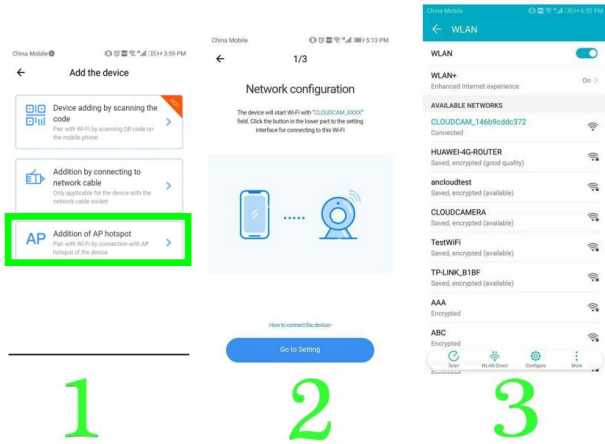 China Mobile
3:59 PM
Add the device
HOT
Device adding by scanning the
code
Pair with Wi-Fi by scanning QR code on
the mobile phone
Addition by connecting to
network cable
Only applicable for the device with the
network cable socket
AP
Addition of AP hotspot
Pair with Wi-Fi by connection with AP
hotspot of the device
1
China Mobile
5:13 PM
1/3
Network configuration
The device will start Wi-Fi with "CLOUDCAM_XXXX"
field. Click the button in the lower part to the setting
interface for connecting to this Wi-Fi
How to connect the device>
Go to Setting
2
China Mobile
6:52 PM
WLAN
WLAN
WLAN+
Enhanced internet experience
On >
AVAILABLE NETWORKS
CLOUDCAM_146b9cddc372
Connected
HUAWEI-4G-ROUTER
Saved, encrypted (good quality)
ancloudtest
Saved, encrypted (available)
CLOUDCAMERA
Saved, encrypted (available)
TestWiFi
Saved, encrypted (available)
TP-LINK_B1BF
Saved, encrypted (available)
AAA
Encrypted
ABC
Encrypted
Scan
WLAN Direct
Configure
More
3